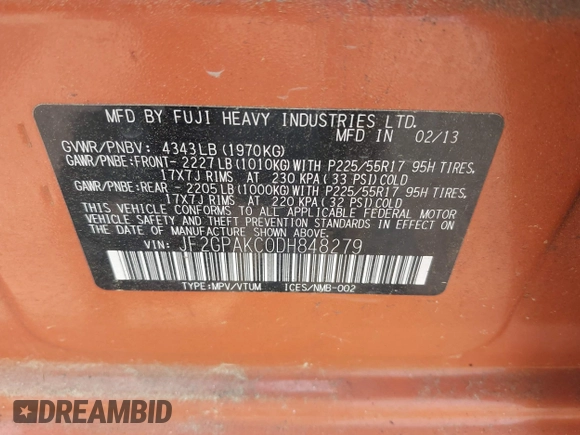 MFD BY FUJI HEAVY INDUSTRIES LTD.
MFD IN 02/13
GVWR/PNBV: 4343LB (1970KG)
GAWR/PNBE:FRONT- 2227LB(1010KG)WITH P225/55R17 95H TIRES,
17X7J RIMS AT 230 KPA(33 PSI)COLD
GAWR/PNBE:REAR - 2205LB(1000KG)WITH P225/55R17 95H TIRES,
17X7J RIMS AT 220 KPA(32 PSI)COLD
THIS VEHICLE CONFORMS TO ALL APPLICABLE FEDERAL MOTOR
VEHICLE SAFETY AND THEFT PREVENTION STANDARDS IN EFFECT
ON THE DATE OF MANUFACTURE SHOWN ABOVE.
VIN: JF2GPAKC0DH848279
TYPE:MPV/VTUM ICES/NMB-002
DREAMBID